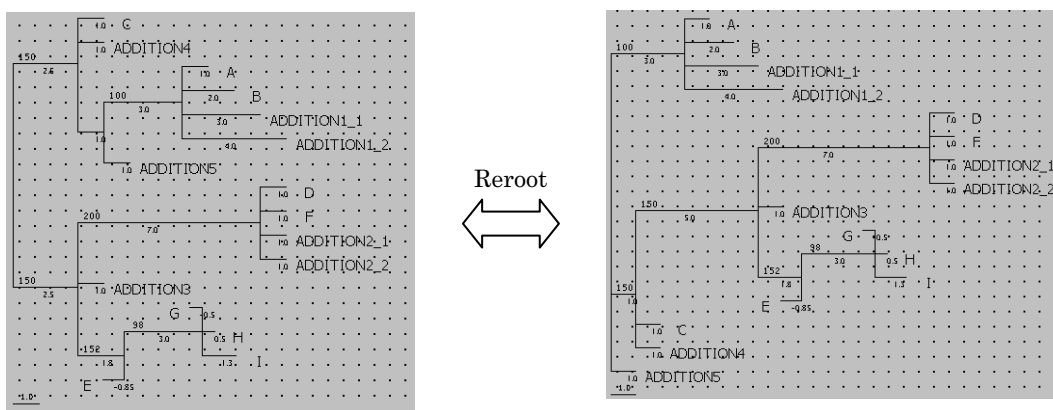 C
1.0
ADDITION4
1.0
450
2.6
A
1.0
100
B
2.0
3.0
ADDITION1_1
3.0
ADDITION1_2
4.0
1.0
ADDITION5
1.0
D
1.0
200
F
1.0
7.0
ADDITION2_1
1.0
ADDITION2_2
1.0
150
2.5
ADDITION3
1.0
G
-0.5
98
H
0.5
3.0
152
1.8
I
-1.3
E
-0.85
1.0
Reroot
A
1.0
100
B
2.0
3.0
ADDITION1_1
3.0
ADDITION1_2
4.0
D
1.0
200
F
1.0
7.0
ADDITION2_1
1.0
ADDITION2_2
1.0
150
5.0
ADDITION3
1.0
G
-0.5
98
H
0.5
3.0
152
1.8
I
-1.3
E
-0.85
150
1.0
C
1.0
ADDITION4
1.0
ADDITION5
1.0
1.0